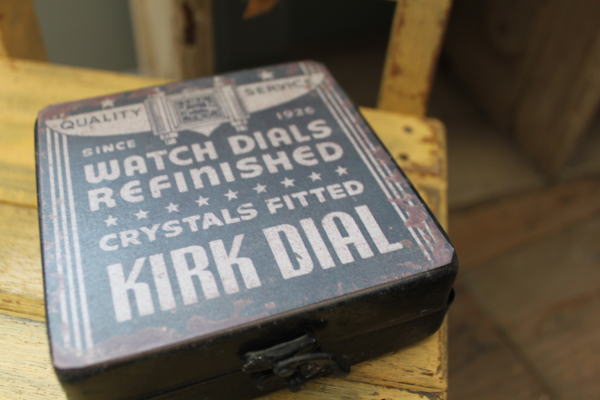 QUALITY SERVICE
SINCE 1926
WATCH DIALS
REFINISHED
CRYSTALS FITTED
KIRK DIAL